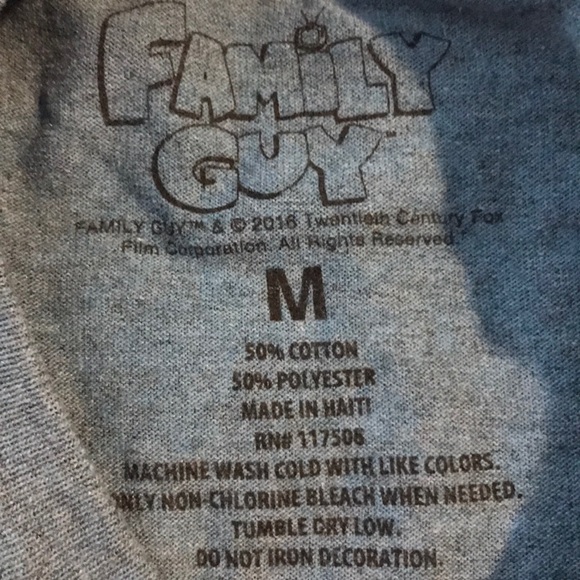 FAMILY
GUY™
FAMILY GUY™ & © 2016 Twentieth Century Fox
Film Corporation. All Rights Reserved.
M
50% COTTON
50% POLYESTER
MADE IN HAITI
RN# 117506
MACHINE WASH COLD WITH LIKE COLORS.
ONLY NON-CHLORINE BLEACH WHEN NEEDED.
TUMBLE DRY LOW.
DO NOT IRON DECORATION.